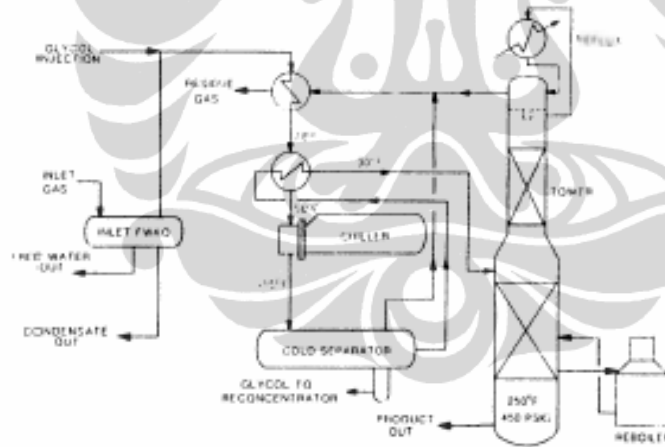 GLYCOL
INJECTION
REFLUX
RESIDUE
GAS
INLET
GAS
TOWER
INLET FWKO
CHILLER
FREE WATER
OUT
COLD SEPARATOR
CONDENSATE
OUT
GLYCOL TO
RECONCENTRATOR
250°F
450 PSIG
PRODUCT
OUT
REBOILER